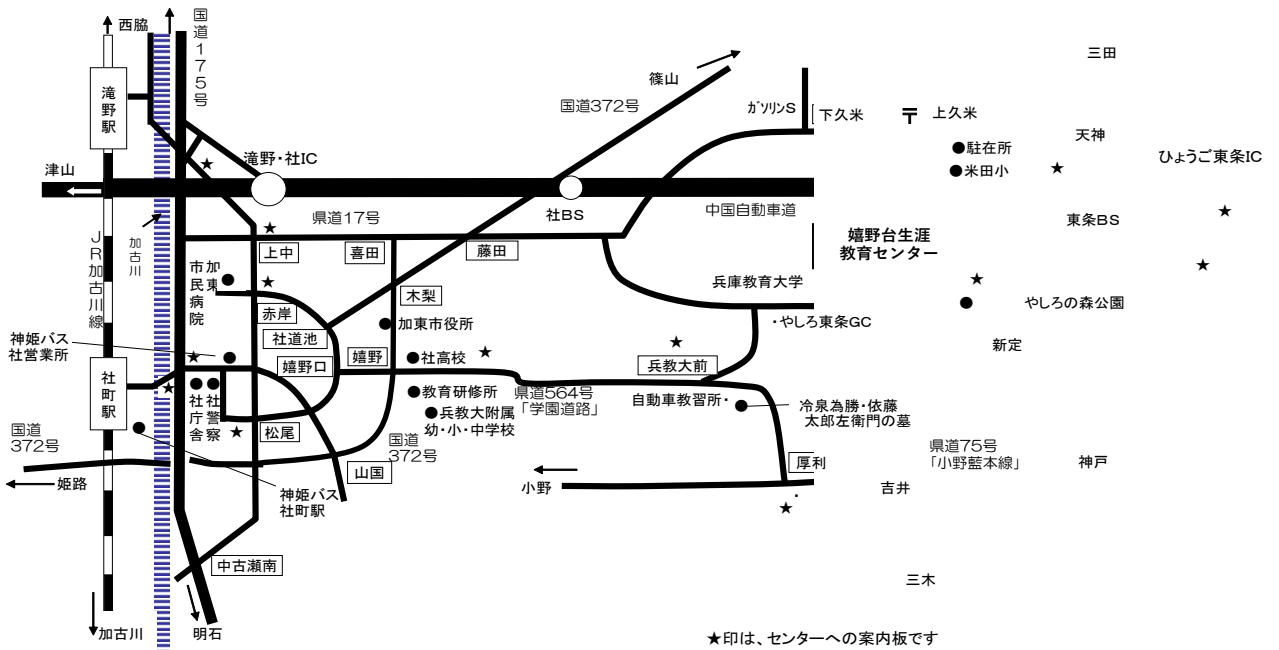 西脇
国道175号
滝野駅
津山
滝野・社IC
国道372号
篠山
ガソリンS
下久米
〒
上久米
三田
天神
ひょうご東条IC
●駐在所
●米田小
東条BS
社BS
中国自動車道
県道17号
JR加古川線
加古川
上中
喜田
藤田
嬉野台生涯
教育センター
加東
市民病院
木梨
兵庫教育大学
やしろの森公園
赤岸
社道池
●加東市役所
・やしろ東条GC
新定
神姫バス
社営業所
嬉野口
嬉野
●社高校
兵教大前
社町駅
社警察
社庁舎
●教育研修所
県道564号
「学園道路」
自動車教習所・
冷泉為勝・依藤
太郎左衛門の墓
●兵教大附属
幼・小・中学校
松尾
国道
372号
国道
372号
山国
県道75号
「小野藍本線」
神戸
厚利
姫路
神姫バス
社町駅
小野
吉井
中古瀬南
三木
加古川
明石
★印は、センターへの案内板です